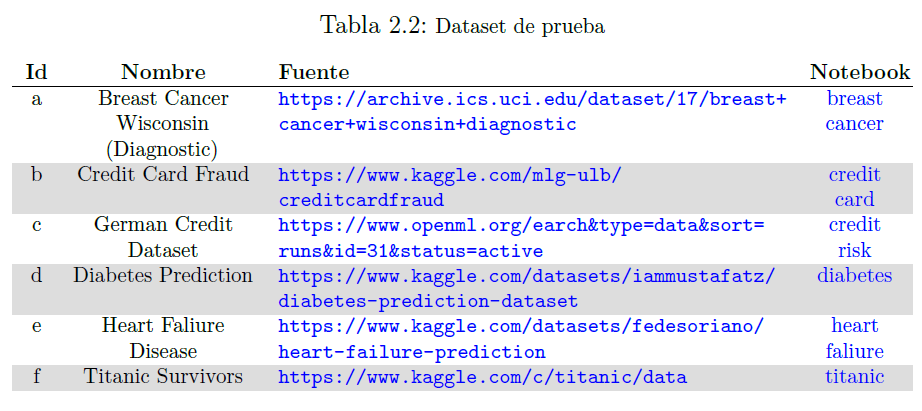 Tabla 2.2: Dataset de prueba
Id Nombre Fuente Notebook
a Breast Cancer https://archive.ics.uci.edu/dataset/17/breast+ breast
Wisconsin cancer+wisconsin+diagnostic cancer
(Diagnostic)
b Credit Card Fraud https://www.kaggle.com/mlg-ulb/ credit
creditcardfraud card
c German Credit https://www.openml.org/earch&type=data&sort= credit
Dataset runs&id=31&status=active risk
d Diabetes Prediction https://www.kaggle.com/datasets/iammustafatz/ diabetes
diabetes-prediction-dataset
e Heart Faliure https://www.kaggle.com/datasets/fedesoriano/ heart
Disease heart-failure-prediction faliure
f Titanic Survivors https://www.kaggle.com/c/titanic/data titanic